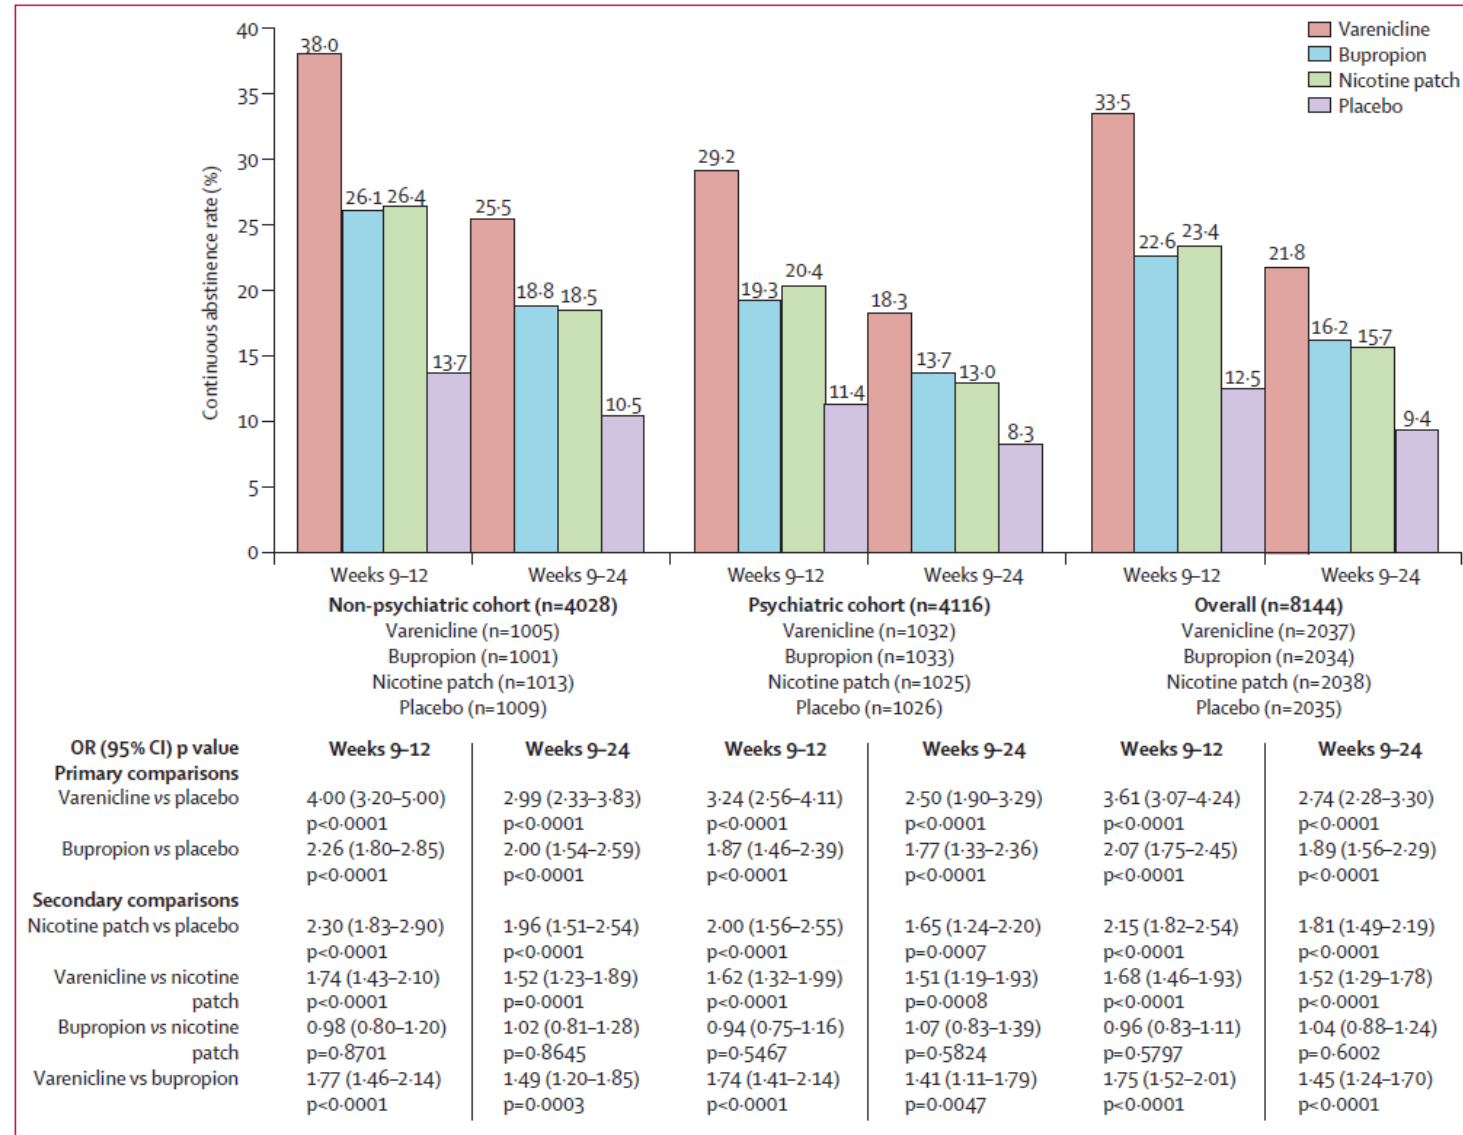 40
35
30
25
20
15
10
5
0
Continuous abstinence rate (%)
Varenicline
Bupropion
Nicotine patch
Placebo
38·0
26·1
26·4
13·7
25·5
18·8
18·5
10·5
29·2
19·3
20·4
11·4
18·3
13·7
13·0
8·3
33·5
22·6
23·4
12·5
21·8
16·2
15·7
9·4
Weeks 9–12 Weeks 9–24 Weeks 9–12 Weeks 9–24 Weeks 9–12 Weeks 9–24
Non-psychiatric cohort (n=4028) Psychiatric cohort (n=4116) Overall (n=8144)
Varenicline (n=1005) Varenicline (n=1032) Varenicline (n=2037)
Bupropion (n=1001) Bupropion (n=1033) Bupropion (n=2034)
Nicotine patch (n=1013) Nicotine patch (n=1025) Nicotine patch (n=2038)
Placebo (n=1009) Placebo (n=1026) Placebo (n=2035)
OR (95% CI) p value Weeks 9–12 Weeks 9–24 Weeks 9–12 Weeks 9–24 Weeks 9–12 Weeks 9–24
Primary comparisons
Varenicline vs placebo 4·00 (3·20–5·00) 2·99 (2·33–3·83) 3·24 (2·56–4·11) 2·50 (1·90–3·29) 3·61 (3·07–4·24) 2·74 (2·28–3·30)
p<0·0001 p<0·0001 p<0·0001 p<0·0001 p<0·0001 p<0·0001
Bupropion vs placebo 2·26 (1·80–2·85) 2·00 (1·54–2·59) 1·87 (1·46–2·39) 1·77 (1·33–2·36) 2·07 (1·75–2·45) 1·89 (1·56–2·29)
p<0·0001 p<0·0001 p<0·0001 p<0·0001 p<0·0001 p<0·0001
Secondary comparisons
Nicotine patch vs placebo 2·30 (1·83–2·90) 1·96 (1·51–2·54) 2·00 (1·56–2·55) 1·65 (1·24–2·20) 2·15 (1·82–2·54) 1·81 (1·49–2·19)
p<0·0001 p<0·0001 p<0·0001 p=0·0007 p<0·0001 p<0·0001
Varenicline vs nicotine 1·74 (1·43–2·10) 1·52 (1·23–1·89) 1·62 (1·32–1·99) 1·51 (1·19–1·93) 1·68 (1·46–1·93) 1·52 (1·29–1·78)
patch p<0·0001 p=0·0001 p<0·0001 p=0·0008 p<0·0001 p<0·0001
Bupropion vs nicotine 0·98 (0·80–1·20) 1·02 (0·81–1·28) 0·94 (0·75–1·16) 1·07 (0·83–1·39) 0·96 (0·83–1·11) 1·04 (0·88–1·24)
patch p=0·8701 p=0·8645 p=0·5467 p=0·5824 p=0·5797 p=0·6002
Varenicline vs bupropion 1·77 (1·46–2·14) 1·49 (1·20–1·85) 1·74 (1·41–2·14) 1·41 (1·11–1·79) 1·75 (1·52–2·01) 1·45 (1·24–1·70)
p<0·0001 p=0·0003 p<0·0001 p=0·0047 p<0·0001 p<0·0001